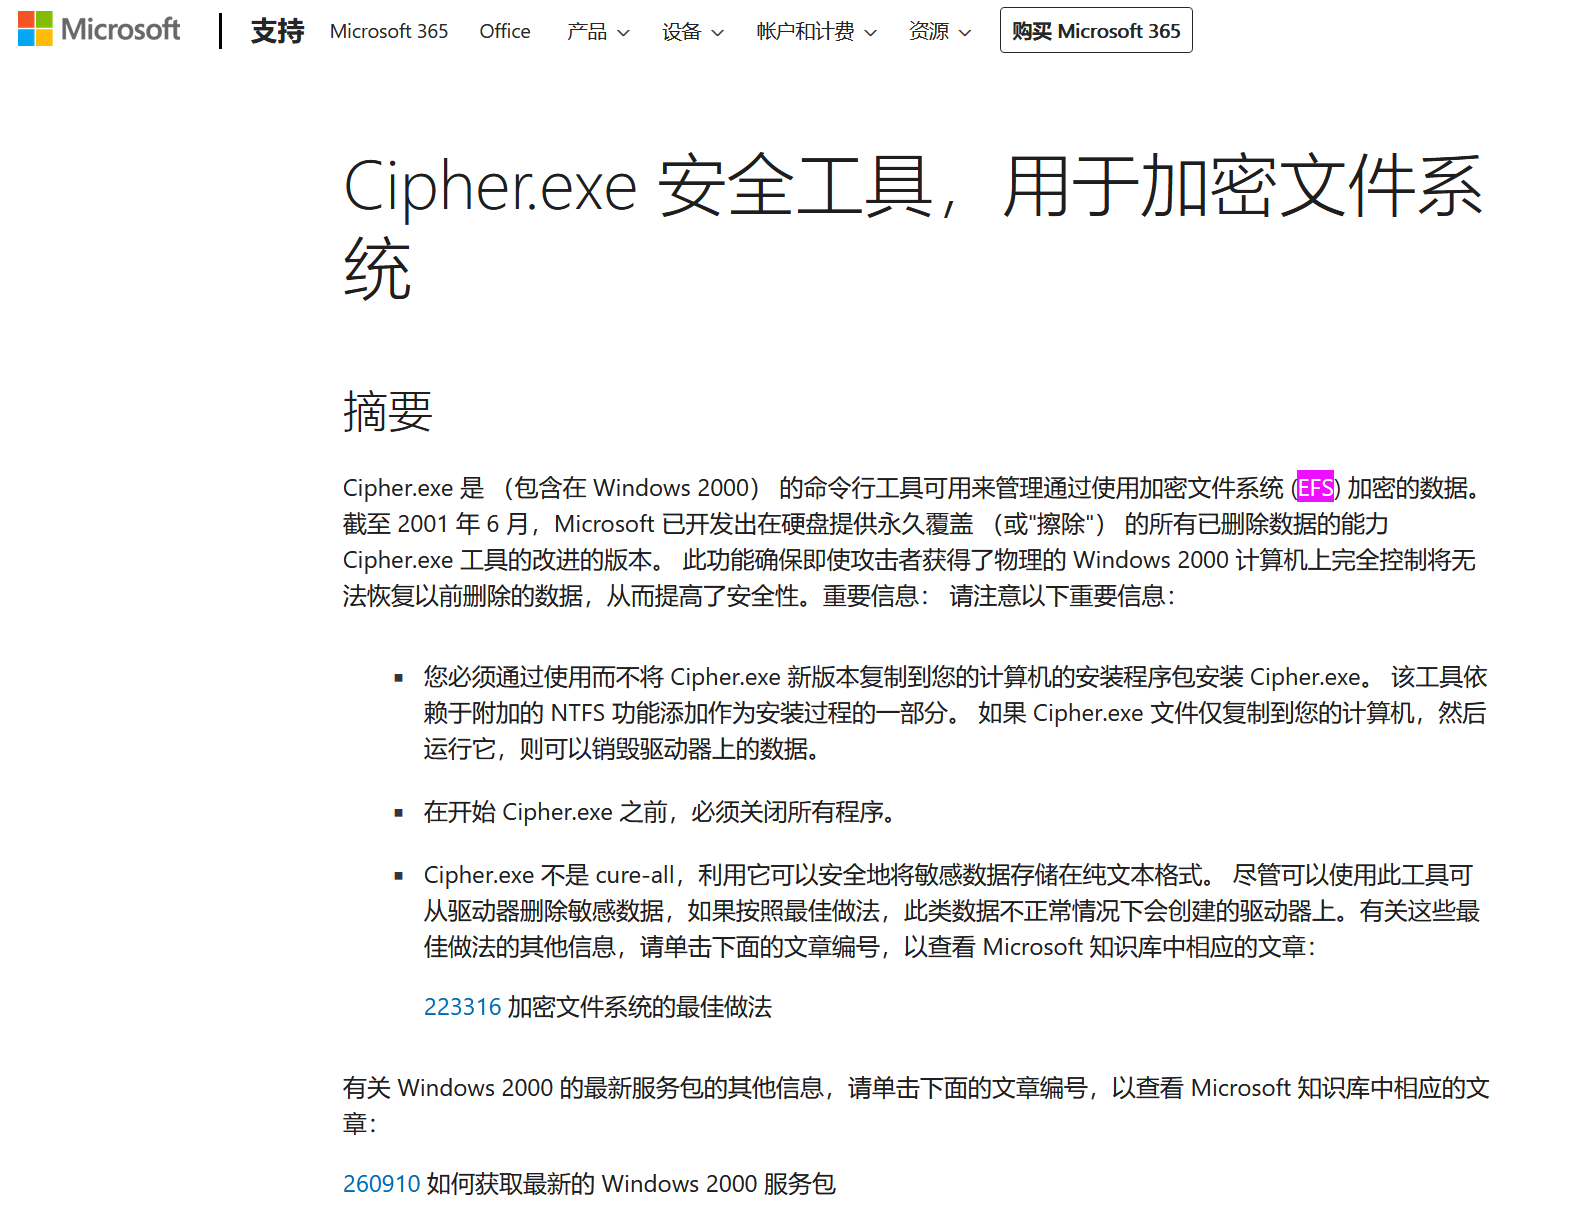 Microsoft 支持 Microsoft 365 Office 产品 设备 帐户和计费 资源 购买 Microsoft 365
Cipher.exe 安全工具，用于加密文件系
统
摘要
Cipher.exe 是 （包含在 Windows 2000） 的命令行工具可用来管理通过使用加密文件系统 (EFS) 加密的数据。
截至 2001 年 6 月，Microsoft 已开发出在硬盘提供永久覆盖 （或"擦除"） 的所有已删除数据的能力
Cipher.exe 工具的改进的版本。 此功能确保即使攻击者获得了物理的 Windows 2000 计算机上完全控制将无
法恢复以前删除的数据，从而提高了安全性。重要信息： 请注意以下重要信息：
▪ 您必须通过使用而不将 Cipher.exe 新版本复制到您的计算机的安装程序包安装 Cipher.exe。 该工具依
赖于附加的 NTFS 功能添加作为安装过程的一部分。 如果 Cipher.exe 文件仅复制到您的计算机，然后
运行它，则可以销毁驱动器上的数据。
▪ 在开始 Cipher.exe 之前，必须关闭所有程序。
▪ Cipher.exe 不是 cure-all，利用它可以安全地将敏感数据存储在纯文本格式。 尽管可以使用此工具可
从驱动器删除敏感数据，如果按照最佳做法，此类数据不正常情况下会创建的驱动器上。有关这些最
佳做法的其他信息，请单击下面的文章编号，以查看 Microsoft 知识库中相应的文章：
223316 加密文件系统的最佳做法
有关 Windows 2000 的最新服务包的其他信息，请单击下面的文章编号，以查看 Microsoft 知识库中相应的文
章：
260910 如何获取最新的 Windows 2000 服务包